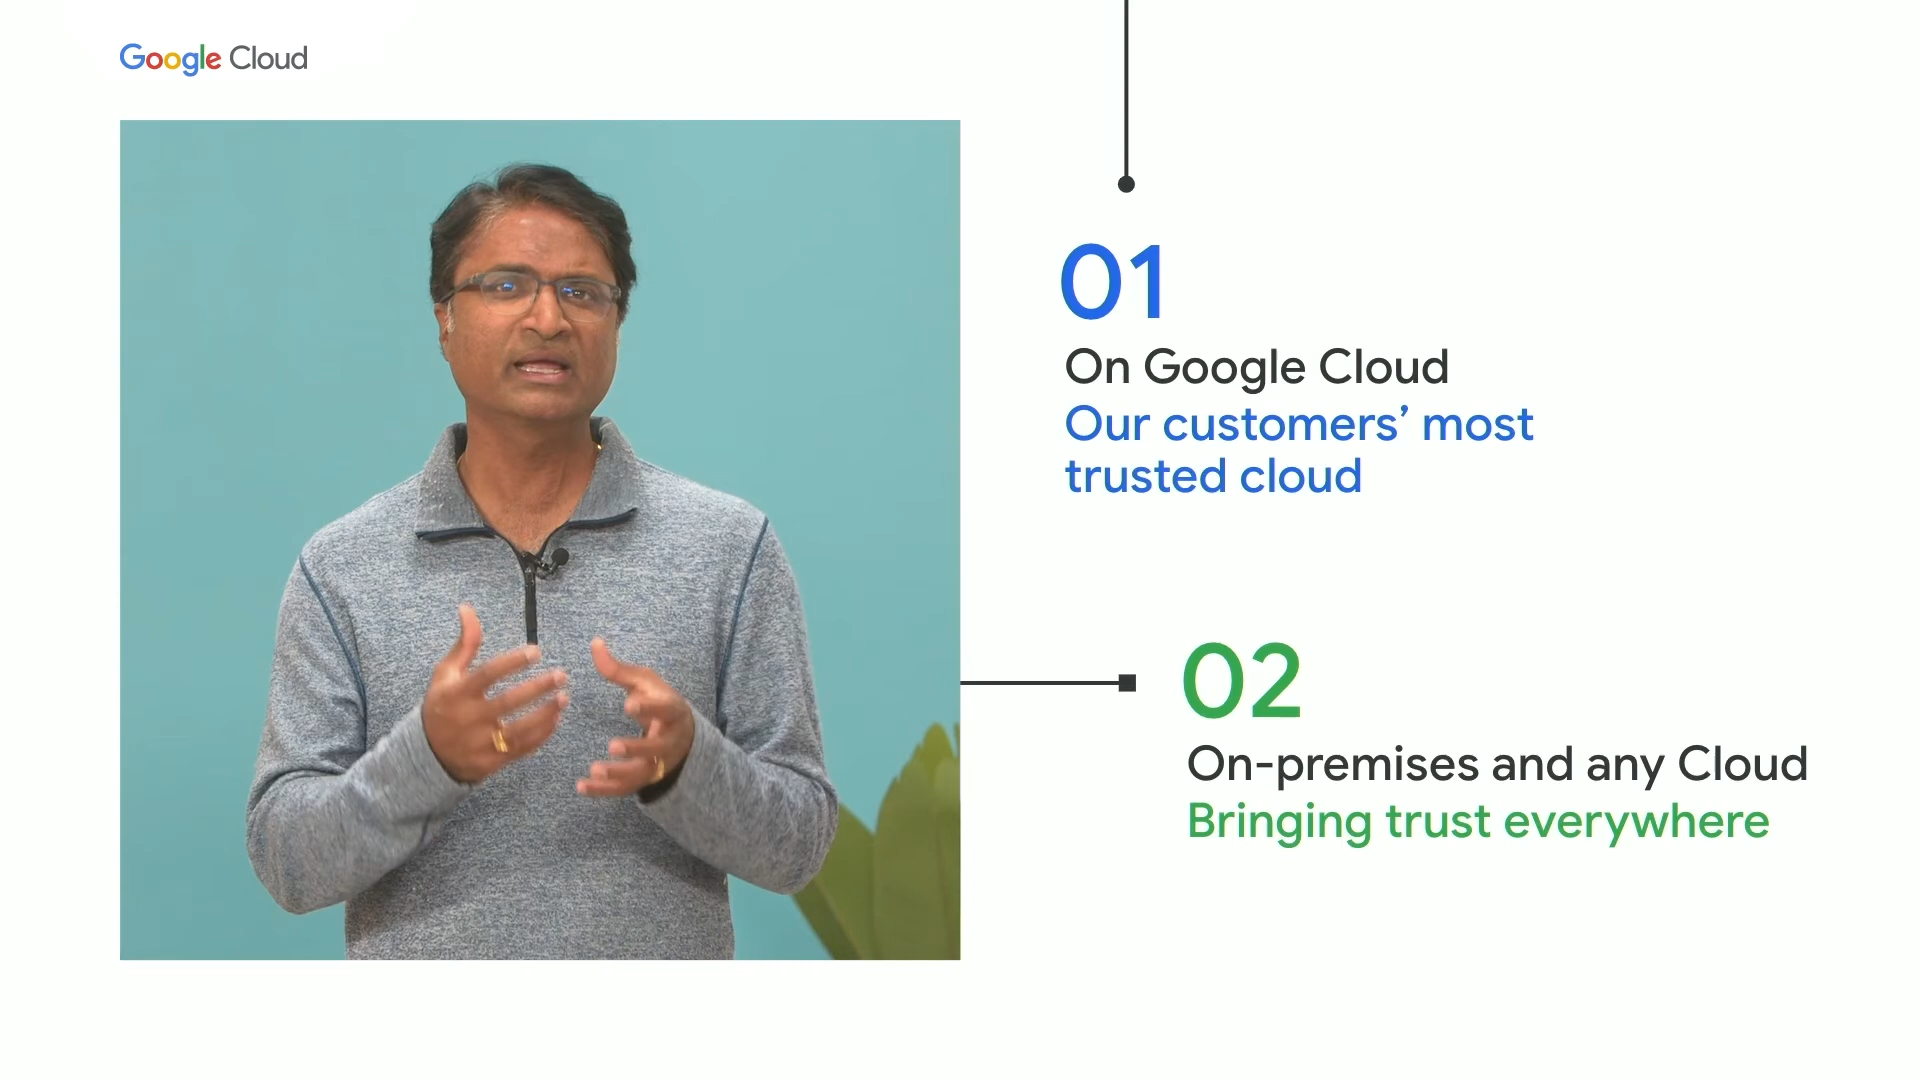 Google Cloud
01
On Google Cloud
Our customers’ most
trusted cloud
02
On-premises and any Cloud
Bringing trust everywhere